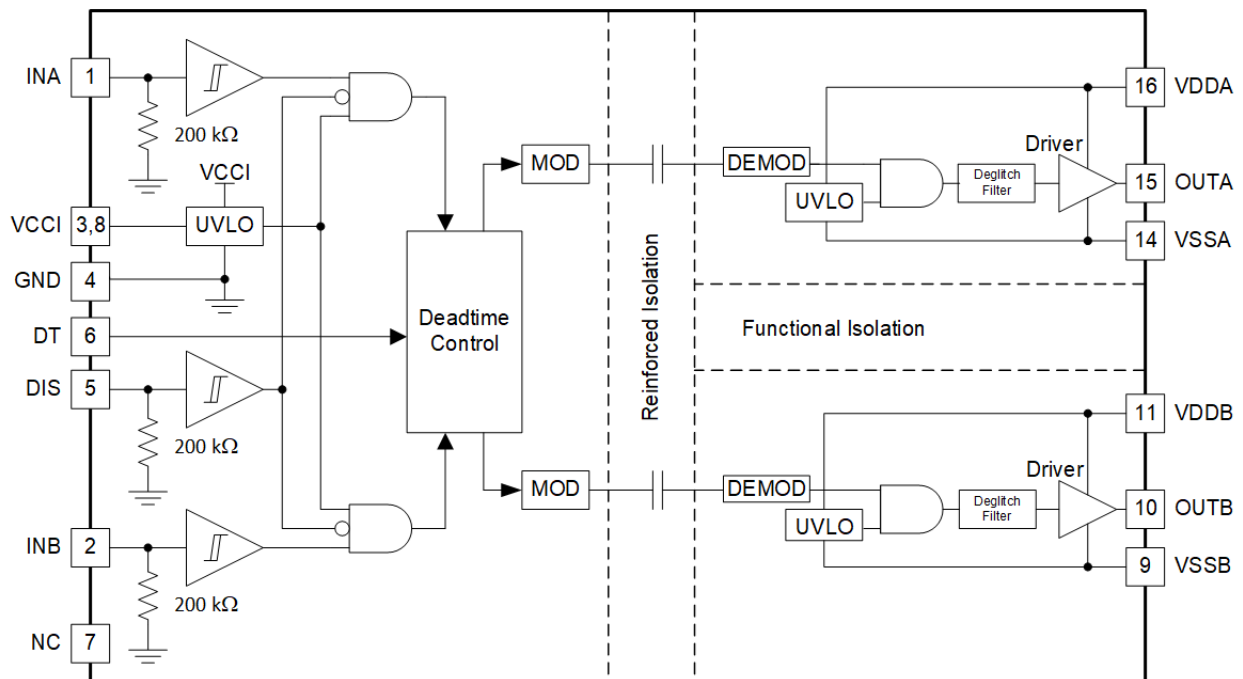 INA
1
200 kΩ
VCCI
VCCI
3,8
UVLO
GND
4
DT
6
DIS
5
200 kΩ
INB
2
200 kΩ
NC
7
Deadtime
Control
MOD
MOD
Reinforced Isolation
Functional Isolation
DEMOD
UVLO
Deglitch
Filter
Driver
16
VDDA
15
OUTA
14
VSSA
DEMOD
UVLO
Deglitch
Filter
Driver
11
VDDB
10
OUTB
9
VSSB